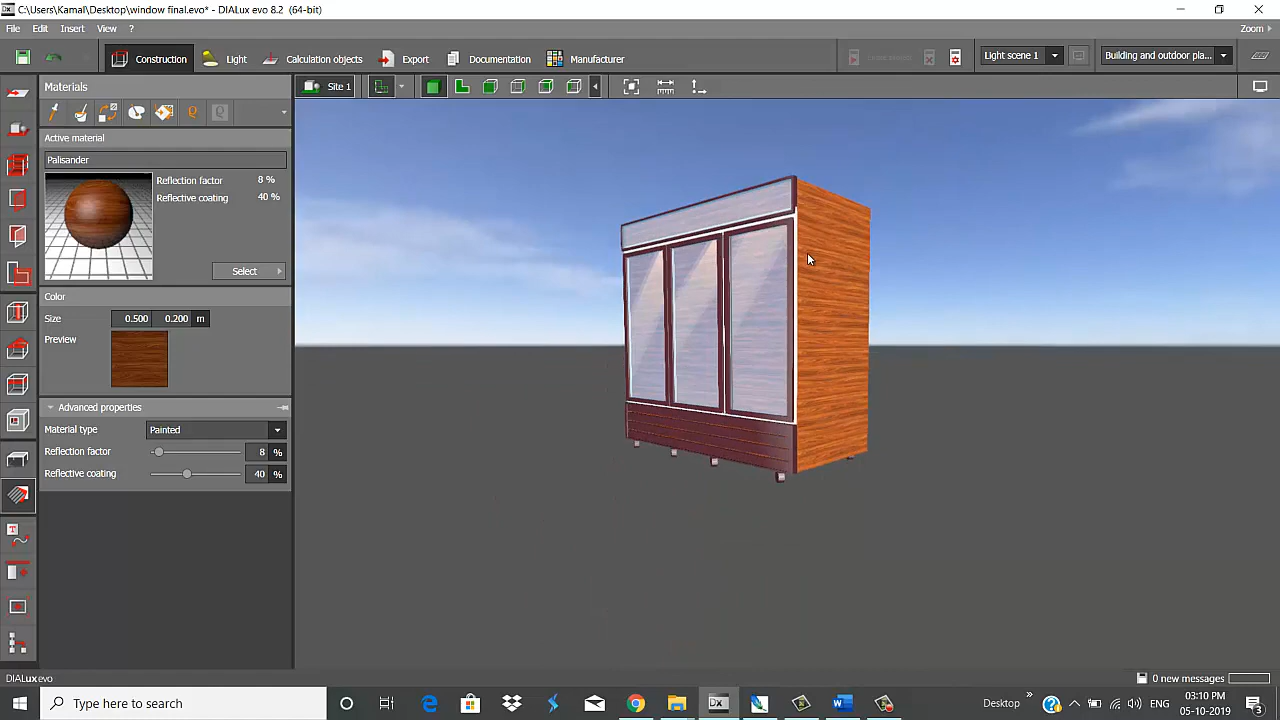 C:\Users\Kamal\Desktop\window final.evo* - DIALux evo 8.2 (64-bit)
File Edit Insert View ?
Zoom
Construction Light Calculation objects Export Documentation Manufacturer
Light scene 1
Building and outdoor pla...
Materials
Site 1
Active material
Palisander
Reflection factor 8 %
Reflective coating 40 %
Select
Color
Size 0.500 0.200 m
Preview
Advanced properties
Material type Painted
Reflection factor 8 %
Reflective coating 40 %
DIALux evo
0 new messages
Type here to search
Desktop
ENG
03:10 PM
05-10-2019